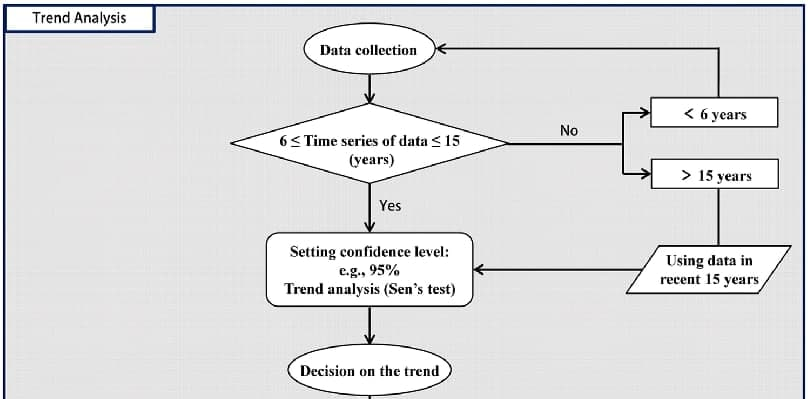 Trend Analysis
Data collection
6 ≤ Time series of data ≤ 15
(years)
No
< 6 years
> 15 years
Yes
Setting confidence level:
e.g., 95%
Trend analysis (Sen's test)
Using data in
recent 15 years
Decision on the trend